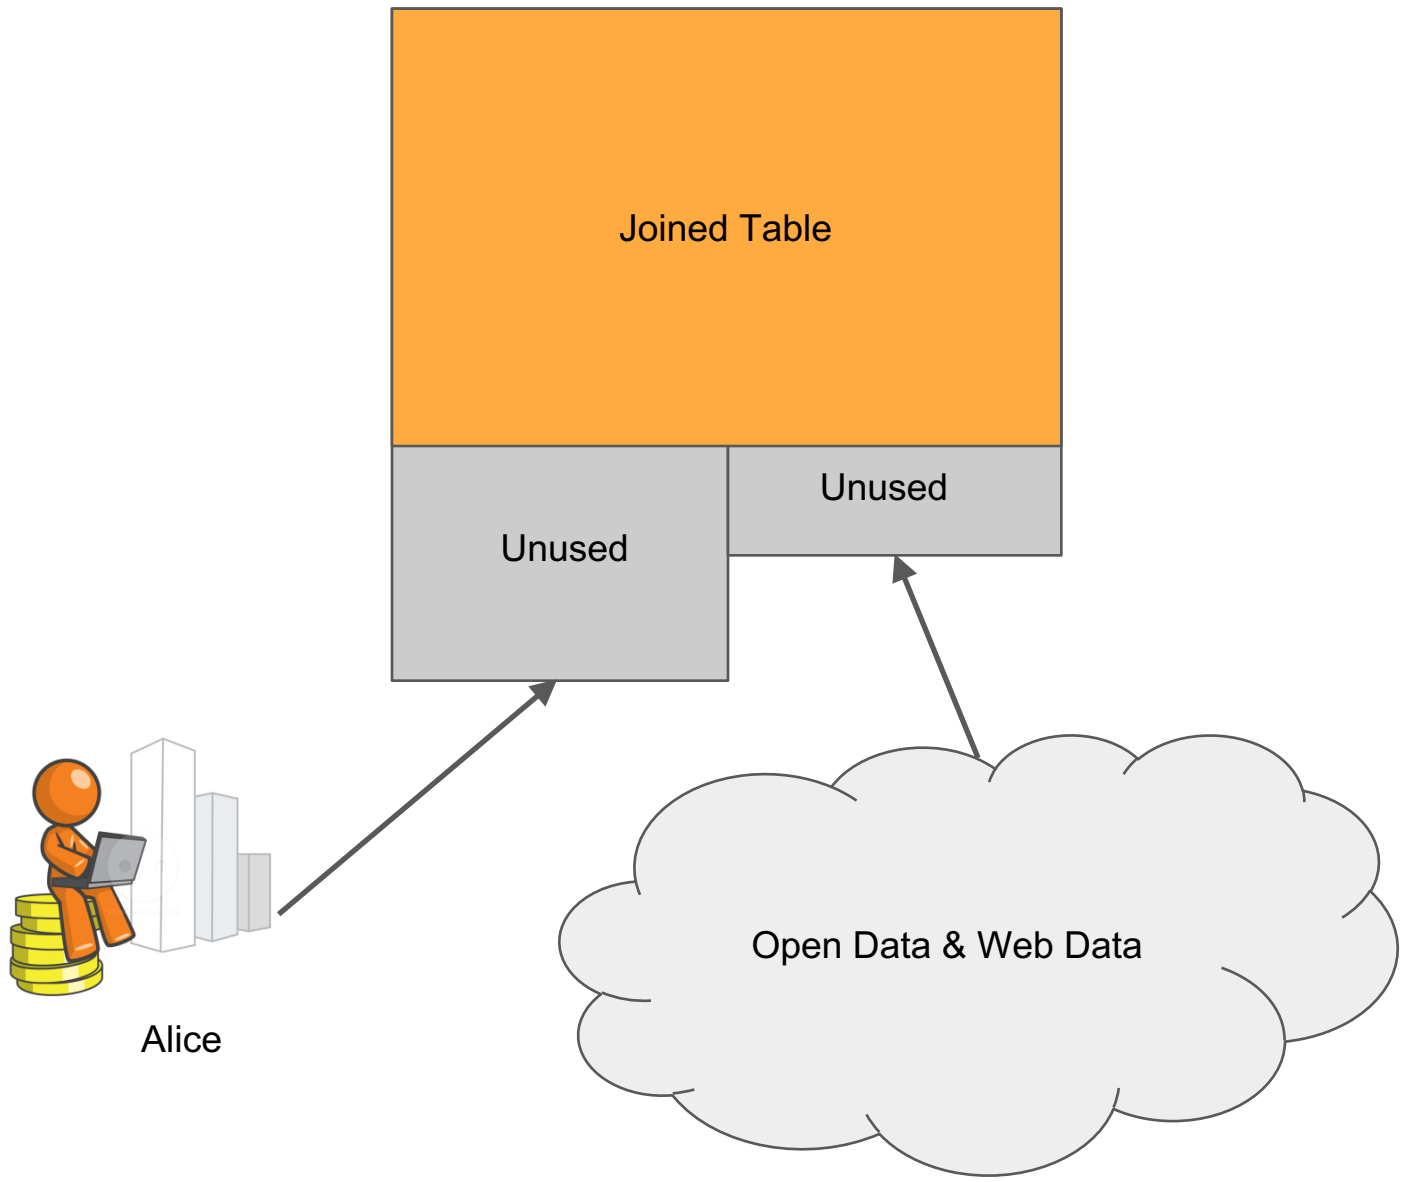 Joined Table
Unused
Unused
Open Data & Web Data
Alice